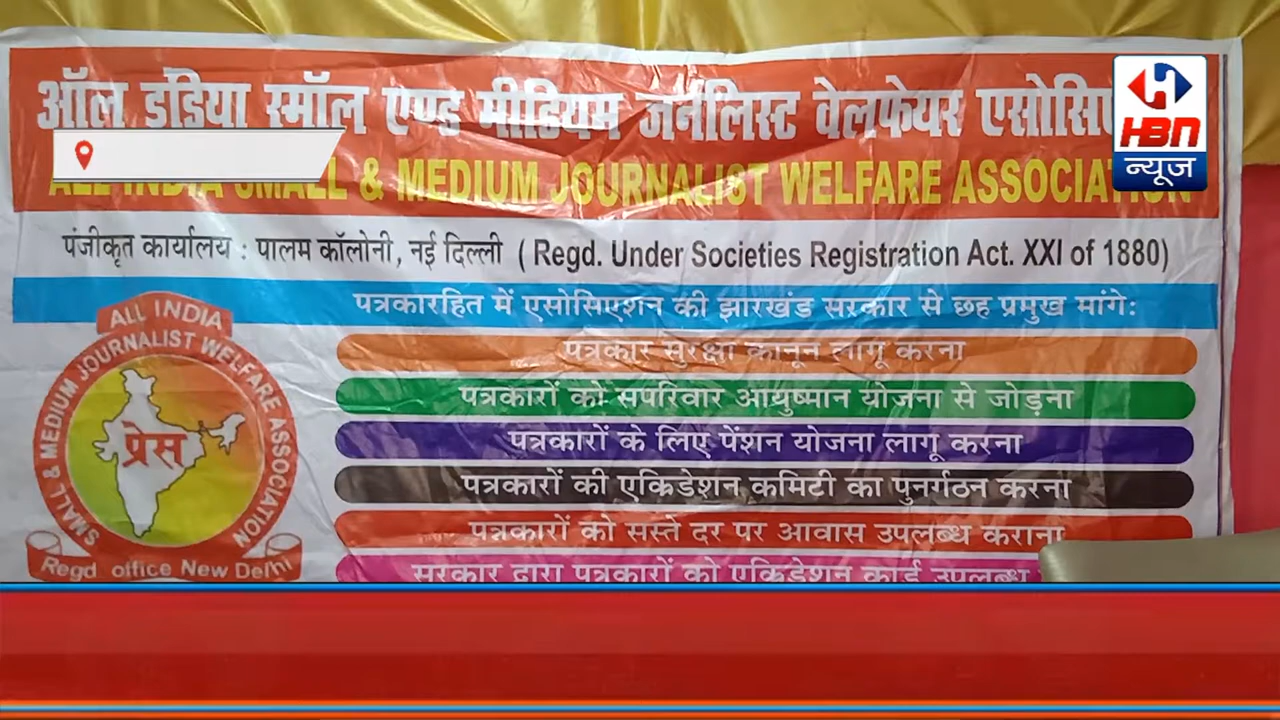 ऑल इंडिया स्मॉल एण्ड मीडियम जर्नलिस्ट वेलफेयर
ALL INDIA SMALL & MEDIUM JOURNALIST WELFARE ASSOCIATION
HBN
न्यूज
पंजीकृत कार्यालय : पालम कॉलोनी, नई दिल्ली ( Regd. Under Societies Registration Act. XXI of 1880)
पत्रकारहित में एसोसिएशन की झारखंड सरकार से छह प्रमुख मांगे:
पत्रकार सुरक्षा कानून लागू करना
पत्रकारों को सपरिवार आयुष्मान योजना से जोड़ना
पत्रकारों के लिए पेंशन योजना लागू करना
पत्रकारों की एक्रिडेशन कमिटी का पुनर्गठन करना
पत्रकारों को सस्ते दर पर आवास उपलब्ध कराना
सरकार द्वारा पत्रकारों को एक्रिडेशन कार्ड उपलब्ध
ALL INDIA
SMALL & MEDIUM JOURNALIST WELFARE ASSOCIATION
प्रेस
Regd office New Delhi